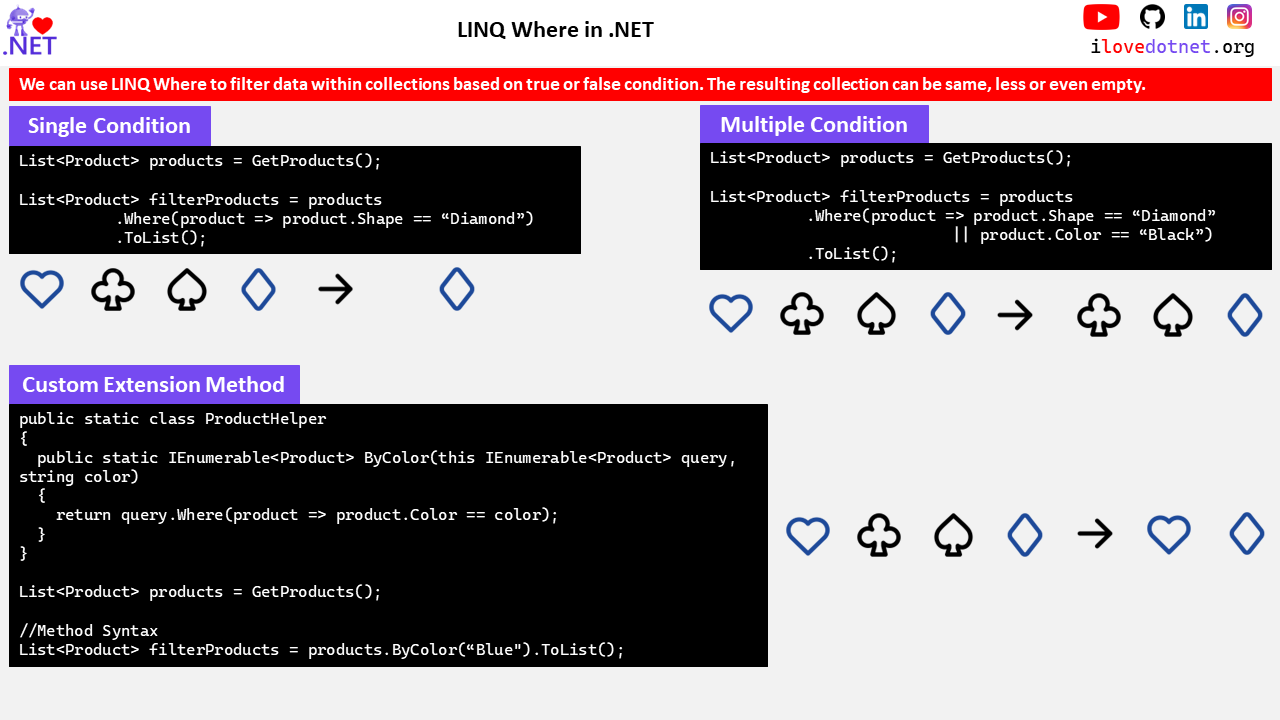 .NET
LINQ Where in .NET
ilovedotnet.org
We can use LINQ Where to filter data within collections based on true or false condition. The resulting collection can be same, less or even empty.
Single Condition
List<Product> products = GetProducts();
List<Product> filterProducts = products
.Where(product => product.Shape == “Diamond”)
.ToList();
Multiple Condition
List<Product> products = GetProducts();
List<Product> filterProducts = products
.Where(product => product.Shape == “Diamond”
|| product.Color == “Black”)
.ToList();
Custom Extension Method
public static class ProductHelper
{
public static IEnumerable<Product> ByColor(this IEnumerable<Product> query,
string color)
{
return query.Where(product => product.Color == color);
}
}
List<Product> products = GetProducts();
//Method Syntax
List<Product> filterProducts = products.ByColor(“Blue").ToList();